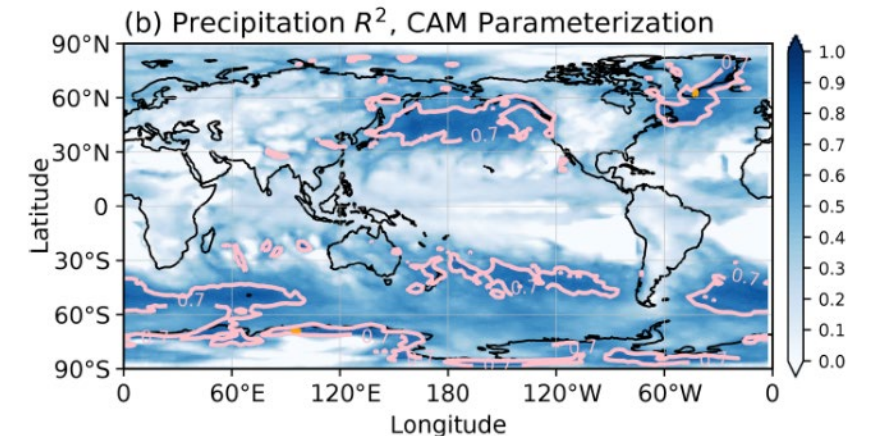 (b) Precipitation R², CAM Parameterization
90°N
60°N
30°N
0
30°S
60°S
90°S
Latitude
0
60°E
120°E
180
120°W
60°W
0
Longitude
1.0
0.9
0.8
0.7
0.6
0.5
0.4
0.3
0.2
0.1
0.0
0.7
0.7
0.7
0.7
0.7
0.7
0.7